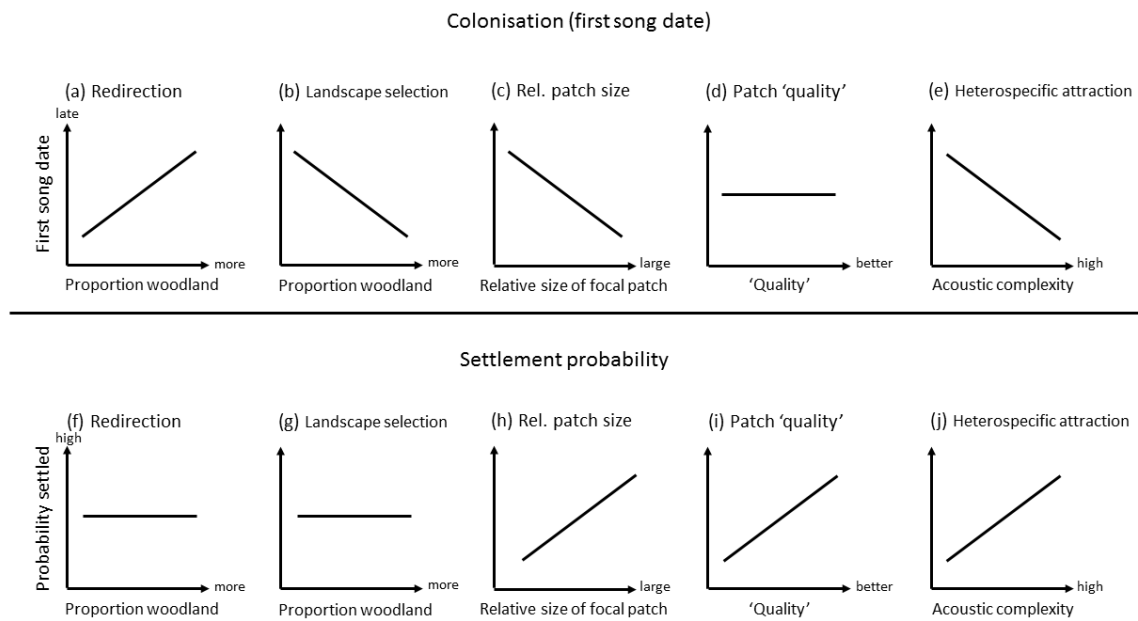 Colonisation (first song date)
(a) Redirection
(b) Landscape selection
(c) Rel. patch size
(d) Patch ‘quality’
(e) Heterospecific attraction
late
First song date
more
more
large
better
high
Proportion woodland
Proportion woodland
Relative size of focal patch
‘Quality’
Acoustic complexity
Settlement probability
(f) Redirection
(g) Landscape selection
(h) Rel. patch size
(i) Patch ‘quality’
(j) Heterospecific attraction
high
Probability settled
more
more
large
better
high
Proportion woodland
Proportion woodland
Relative size of focal patch
‘Quality’
Acoustic complexity